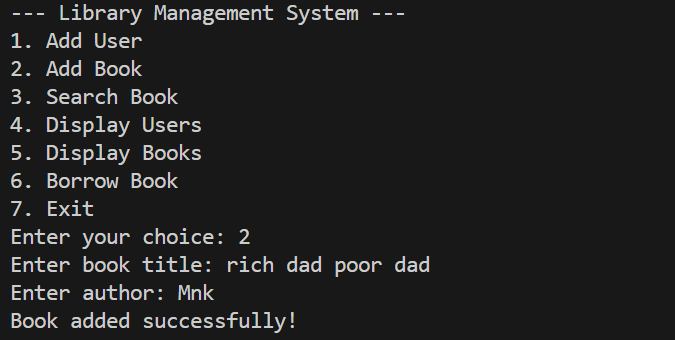 --- Library Management System ---
1. Add User
2. Add Book
3. Search Book
4. Display Users
5. Display Books
6. Borrow Book
7. Exit
Enter your choice: 2
Enter book title: rich dad poor dad
Enter author: Mnk
Book added successfully!